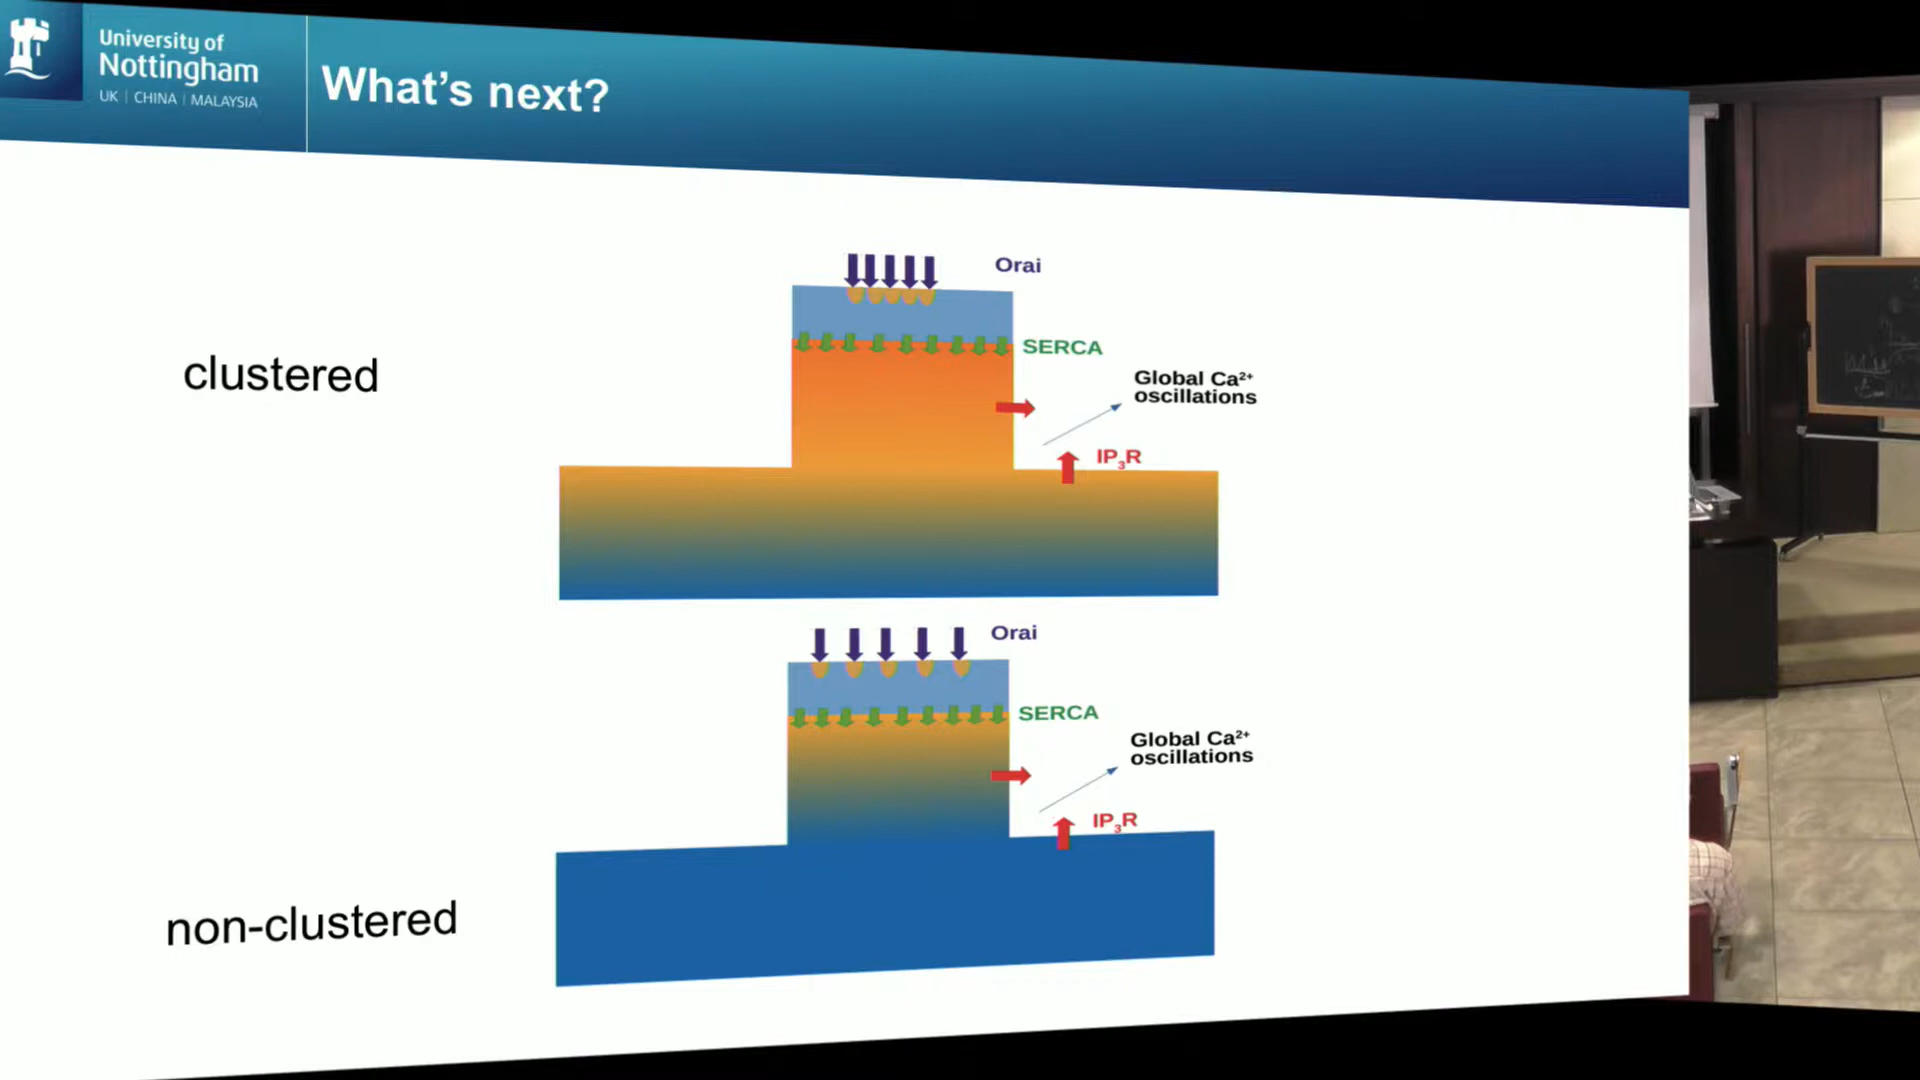 University of
Nottingham
UK | CHINA | MALAYSIA
What's next?
Orai
clustered
SERCA
Global Ca²⁺
oscillations
IP₃R
Orai
SERCA
Global Ca²⁺
oscillations
IP₃R
non-clustered